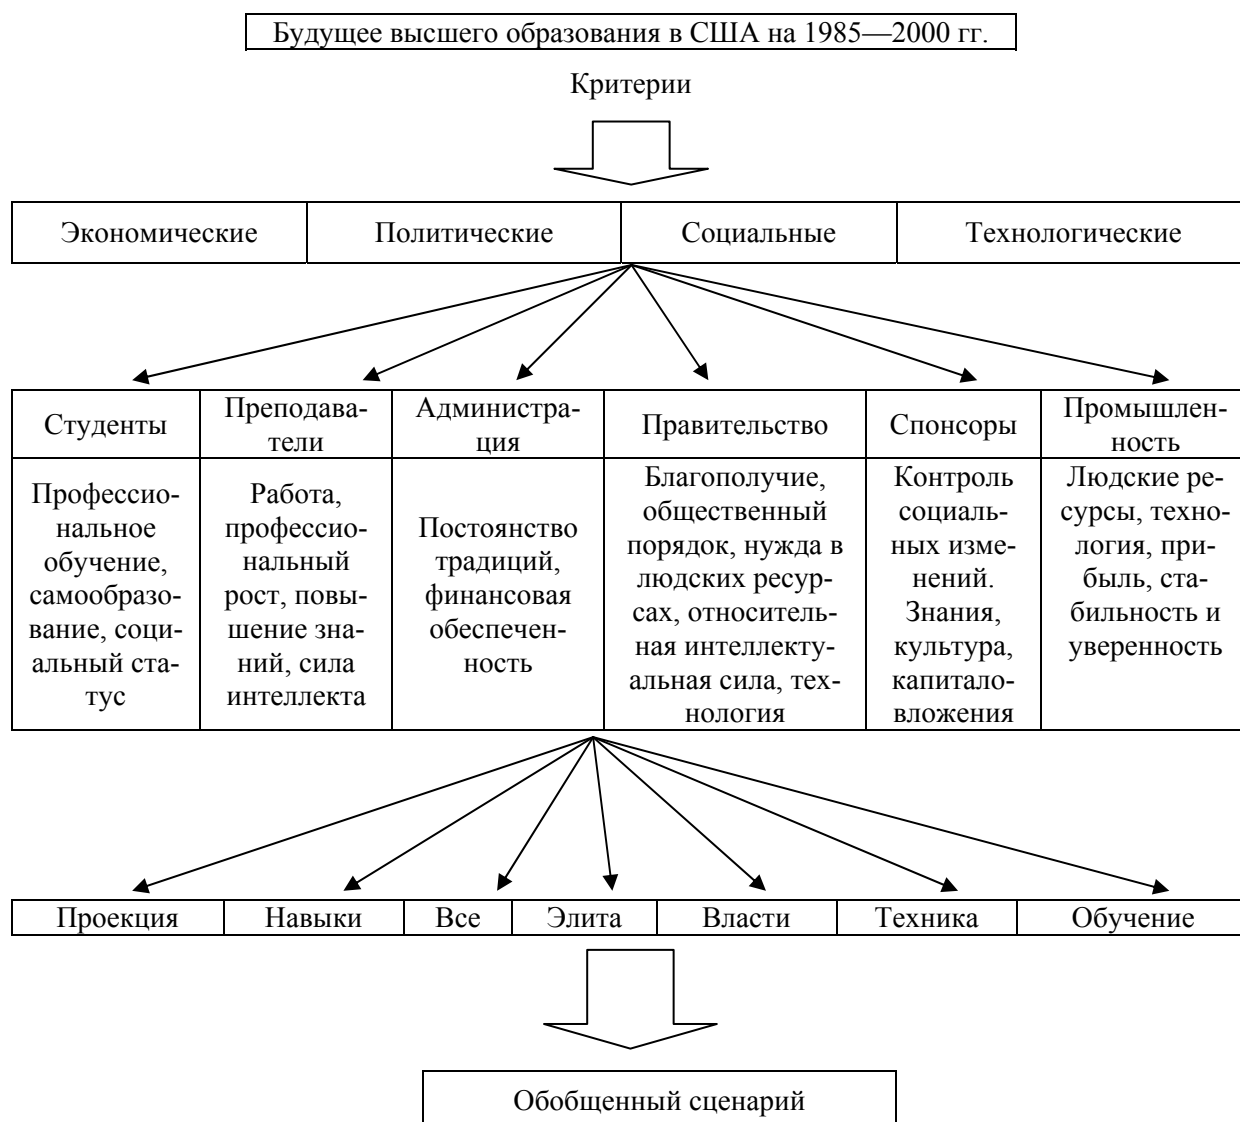 Будущее высшего образования в США на 1985—2000 гг.
Критерии
Экономические
Политические
Социальные
Технологические
Студенты
Преподава-
тели
Администра-
ция
Правительство
Спонсоры
Промышлен-
ность
Профессио-
нальное
обучение,
самообразо-
вание, соци-
альный ста-
тус
Работа,
профессио-
нальный
рост, повы-
шение зна-
ний, сила
интеллекта
Постоянство
традиций,
финансовая
обеспечен-
ность
Благополучие,
общественный
порядок, нужда в
людских ресур-
сах, относитель-
ная интеллекту-
альная сила, тех-
нология
Контроль
социаль-
ных изме-
нений.
Знания,
культура,
капитало-
вложения
Людские ре-
сурсы, техно-
логия, при-
быль, ста-
бильность и
уверенность
Проекция
Навыки
Все
Элита
Власти
Техника
Обучение
Обобщенный сценарий